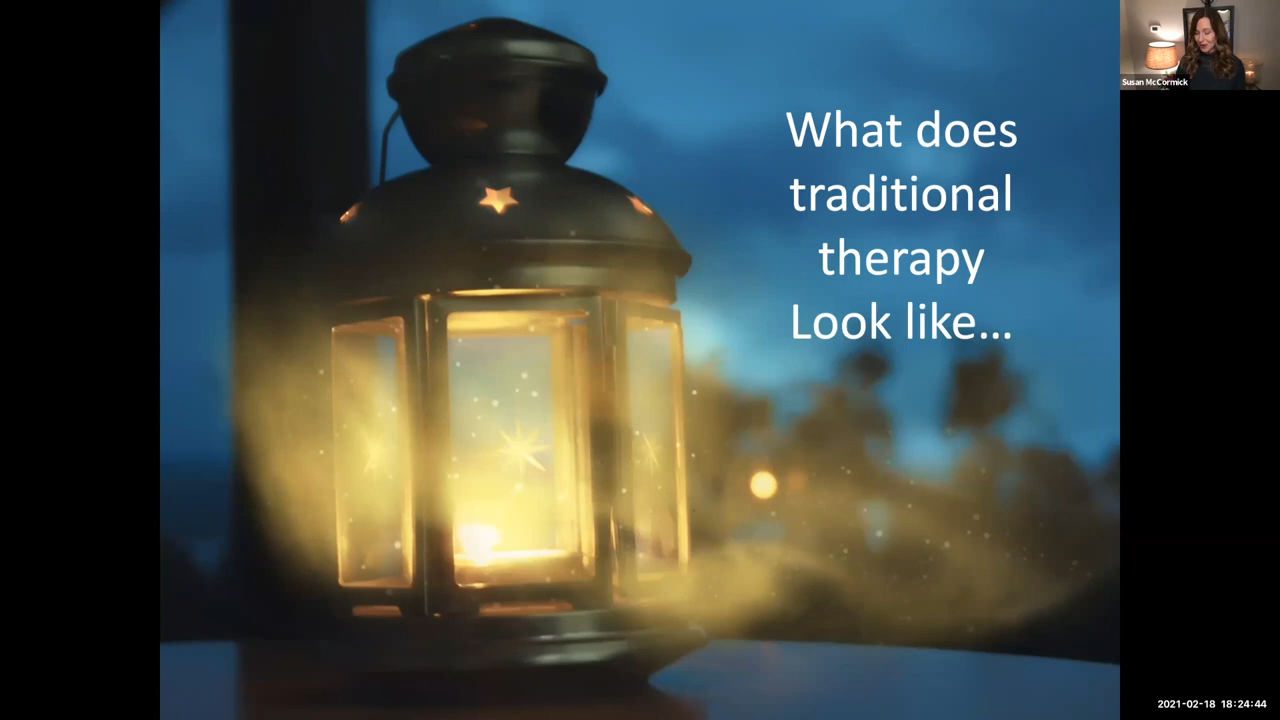 What does
traditional
therapy
Look like...
Susan McCormick
2021-02-18 18:24:44